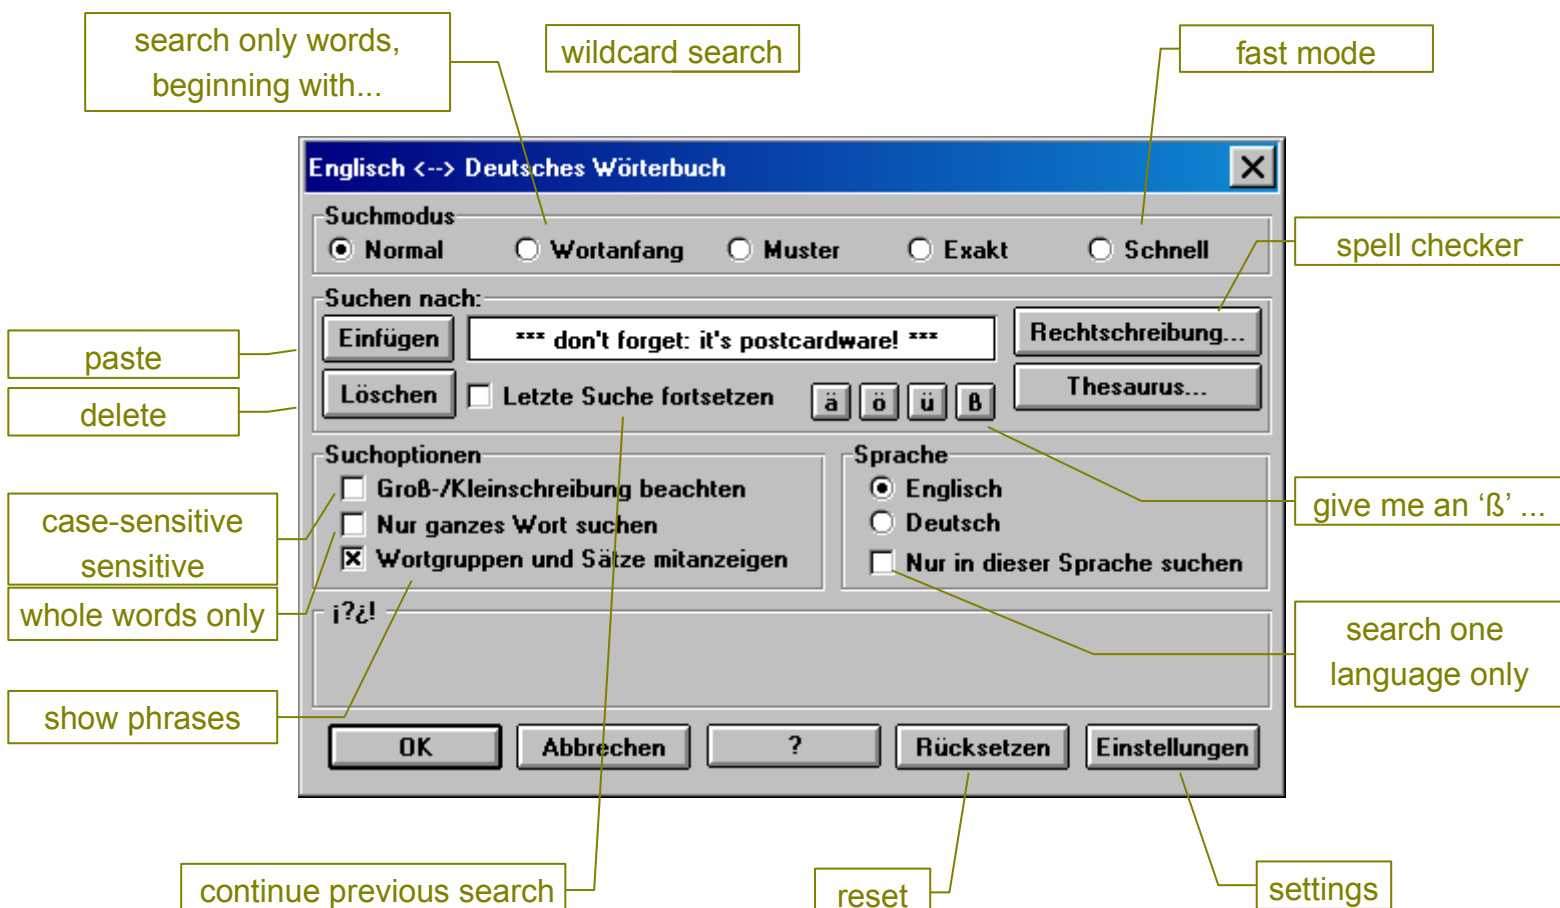 search only words,
beginning with...
wildcard search
fast mode
Englisch <--> Deutsches Wörterbuch
Suchmodus
Normal Wortanfang Muster Exakt Schnell
spell checker
Suchen nach:
Einfügen *** don't forget: it's postcardware! *** Rechtschreibung...
paste
Löschen Letzte Suche fortsetzen ä ö ü ß Thesaurus...
delete
Suchoptionen
Groß-/Kleinschreibung beachten
Nur ganzes Wort suchen
Wortgruppen und Sätze mitanzeigen
Sprache
Englisch
Deutsch
Nur in dieser Sprache suchen
give me an ‘ß’ ...
case-sensitive
sensitive
whole words only
¡?¿!
search one
language only
show phrases
OK Abbrechen ? Rücksetzen Einstellungen
continue previous search
reset
settings